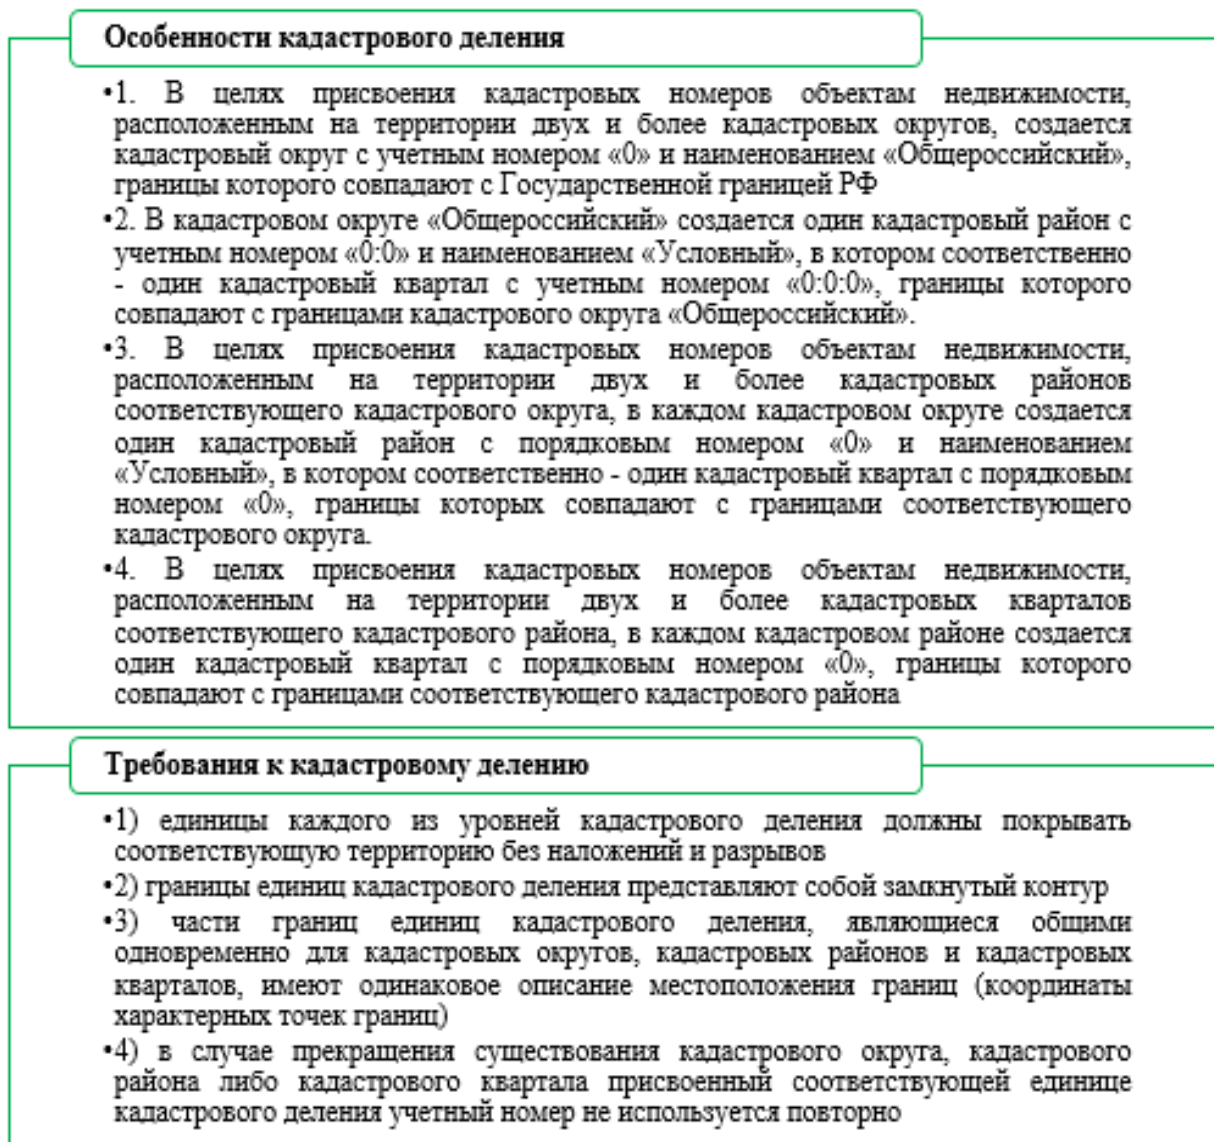 Особенности кадастрового деления
•1. В целях присвоения кадастровых номеров объектам недвижимости,
расположенным на территории двух и более кадастровых округов, создается
кадастровый округ с учетным номером «0» и наименованием «Общероссийский»,
границы которого совпадают с Государственной границей РФ
•2. В кадастровом округе «Общероссийский» создается один кадастровый район с
учетным номером «0:0» и наименованием «Условный», в котором соответственно
- один кадастровый квартал с учетным номером «0:0:0», границы которого
совпадают с границами кадастрового округа «Общероссийский».
•3. В целях присвоения кадастровых номеров объектам недвижимости,
расположенным на территории двух и более кадастровых районов
соответствующего кадастрового округа, в каждом кадастровом округе создается
один кадастровый район с порядковым номером «0» и наименованием
«Условный», в котором соответственно - один кадастровый квартал с порядковым
номером «0», границы которых совпадают с границами соответствующего
кадастрового округа.
•4. В целях присвоения кадастровых номеров объектам недвижимости,
расположенным на территории двух и более кадастровых кварталов
соответствующего кадастрового района, в каждом кадастровом районе создается
один кадастровый квартал с порядковым номером «0», границы которого
совпадают с границами соответствующего кадастрового района
Требования к кадастровому делению
•1) единицы каждого из уровней кадастрового деления должны покрывать
соответствующую территорию без наложений и разрывов
•2) границы единиц кадастрового деления представляют собой замкнутый контур
•3) части границ единиц кадастрового деления, являющиеся общими
одновременно для кадастровых округов, кадастровых районов и кадастровых
кварталов, имеют одинаковое описание местоположения границ (координаты
характерных точек границ)
•4) в случае прекращения существования кадастрового округа, кадастрового
района либо кадастрового квартала присвоенный соответствующей единице
кадастрового деления учетный номер не используется повторно